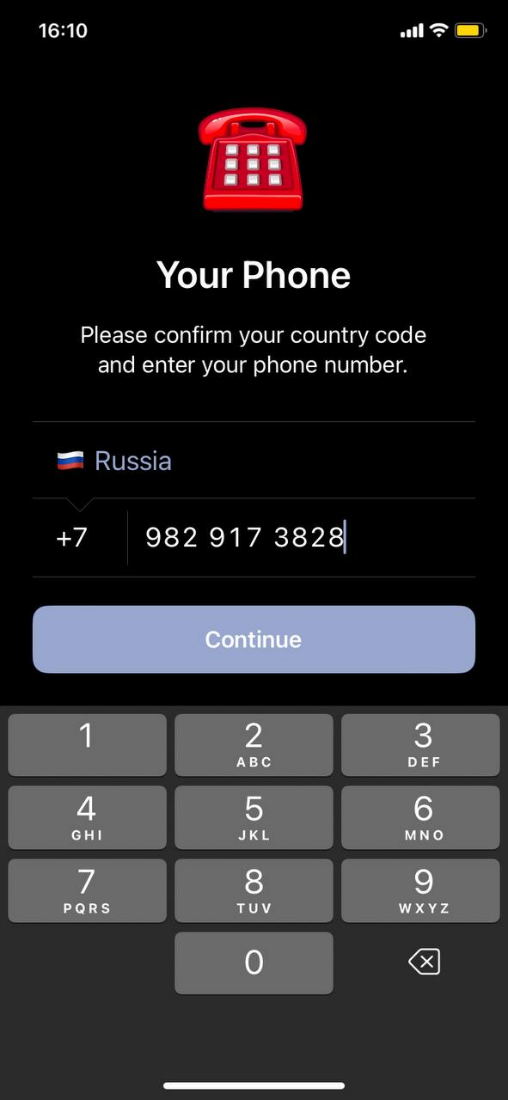 16:10
Your Phone
Please confirm your country code
and enter your phone number.
Russia
+7 982 917 3828
Continue
1 2 3
ABC DEF
4 5 6
GHI JKL MNO
7 8 9
PQRS TUV WXYZ
0